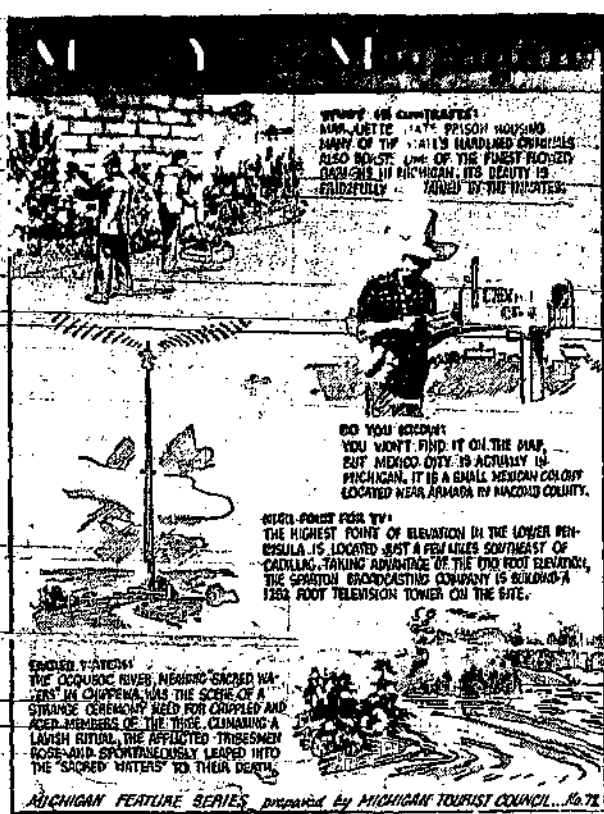 STUDY IN CONTRASTS:
MARQUETTE STATE PRISON HOUSING
MANY OF THE STATE'S HARDENED CRIMINALS
ALSO BOASTS ONE OF THE FINEST FLOWER
GARDENS IN MICHIGAN. ITS BEAUTY IS
FAITHFULLY TAINED BY THE INMATES.
DO YOU KNOW:
YOU WON'T FIND IT ON THE MAP,
BUT MEXICO CITY IS ACTUALLY IN
MICHIGAN. IT IS A SMALL MEXICAN COLONY
LOCATED NEAR ARMADA IN MACOMB COUNTY.
HIGH POINT FOR TV:
THE HIGHEST POINT OF ELEVATION IN THE LOWER PEN-
INSULA IS LOCATED JUST A FEW MILES SOUTHEAST OF
CADILLAC. TAKING ADVANTAGE OF THE FOOT ELEVATION,
THE SPARTON BROADCASTING COMPANY IS BUILDING A
1282 FOOT TELEVISION TOWER ON THE SITE.
SACRED WATERS:
THE OCQUEOC RIVER, MEANING "SACRED WA-
TERS" IN CHIPPEWA, WAS THE SCENE OF A
STRANGE CEREMONY HELD FOR CRIPPLED AND
AGED MEMBERS OF THE TRIBE. CLIMAXING A
LAVISH RITUAL, THE AFFLICTED TRIBESMEN
ROSE AND SPONTANEOUSLY LEAPED INTO
THE "SACRED WATERS" TO THEIR DEATH.
MICHIGAN FEATURE SERIES prepared by MICHIGAN TOURIST COUNCIL... No. 72